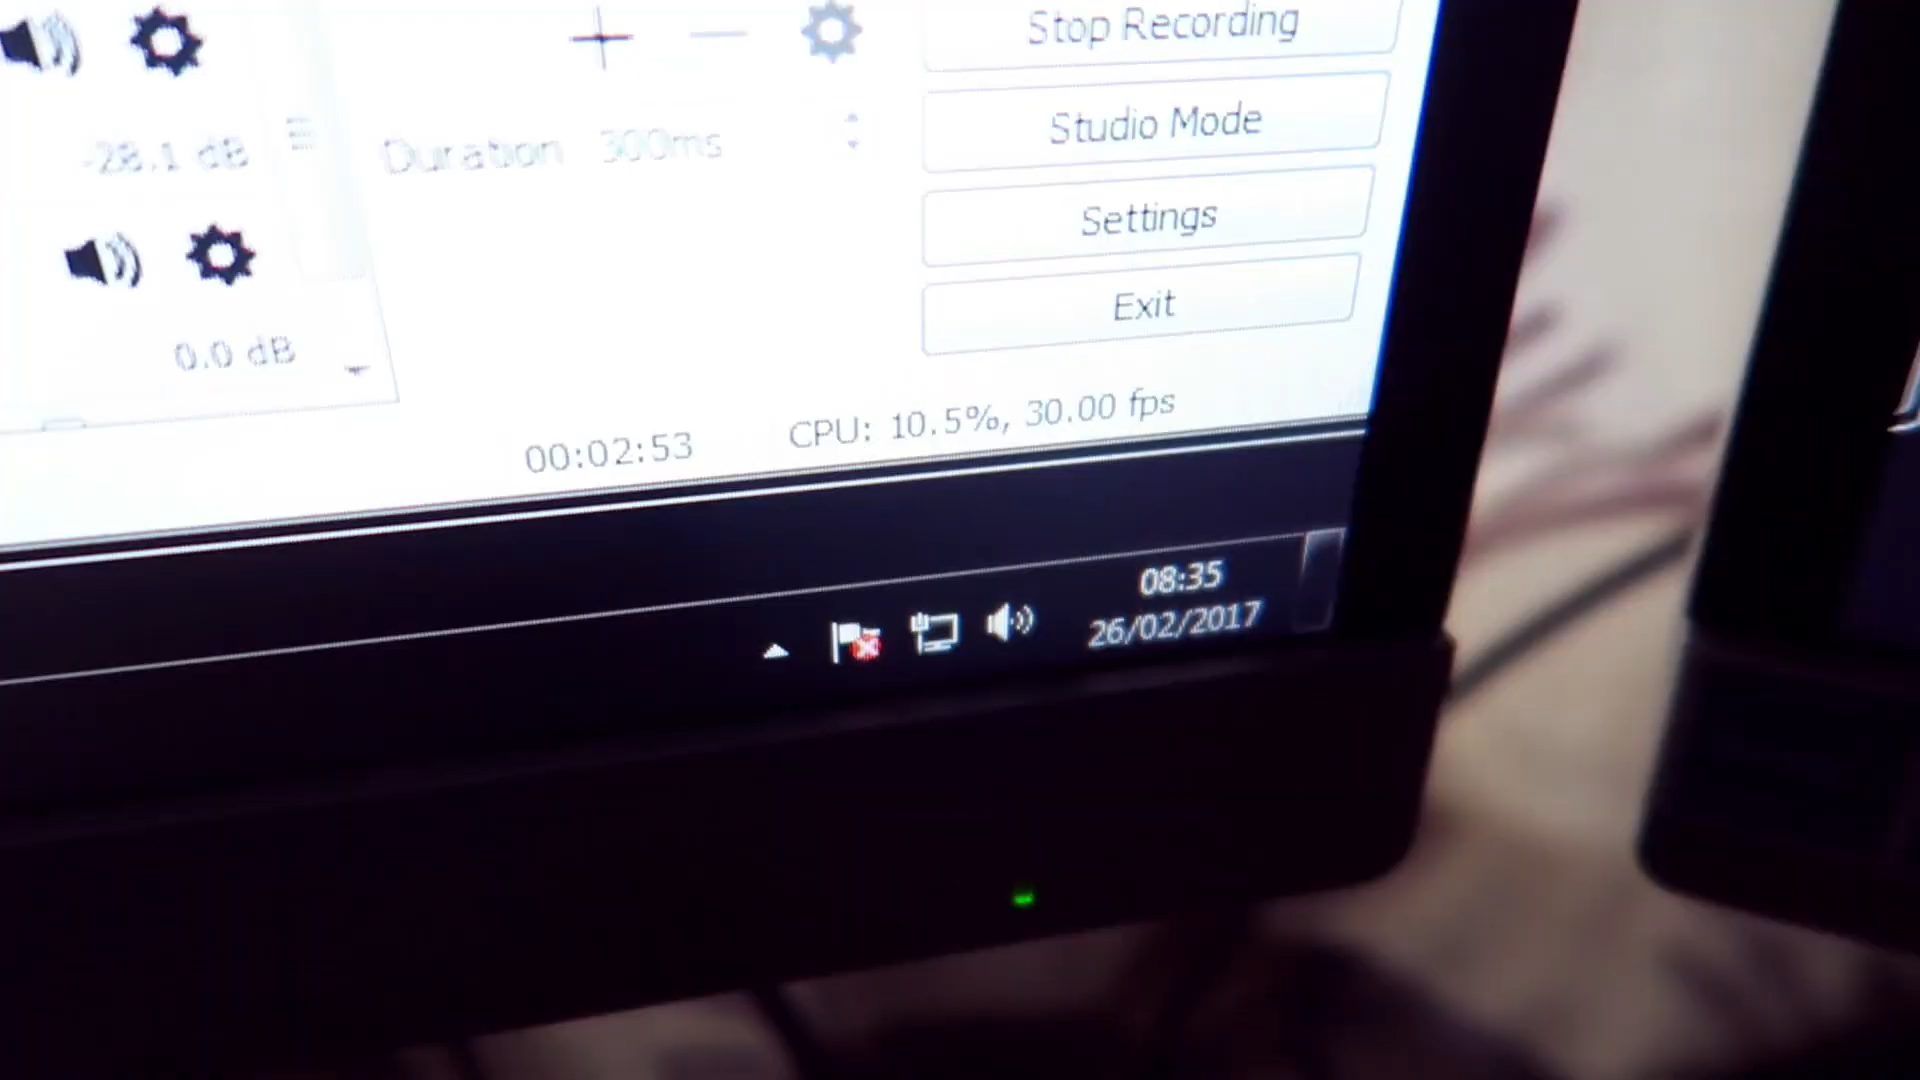 Stop Recording
-28.1 dB
Duration 300ms
Studio Mode
Settings
Exit
0.0 dB
00:02:53
CPU: 10.5%, 30.00 fps
08:35
26/02/2017